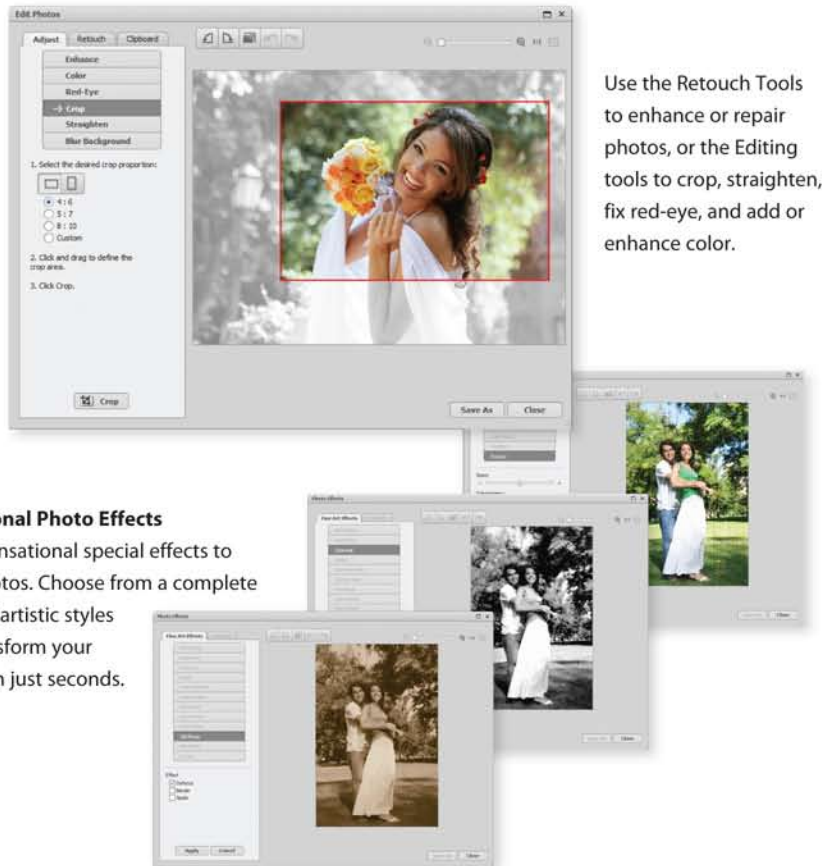 Edit Photos
Adjust Retouch Clipboard
Enhance
Color
Red-Eye
Crop
Straighten
Blur Background
1. Select the desired crop proportion:
4 : 6
5 : 7
8 : 10
Custom
2. Click and drag to define the
crop area.
3. Click Crop.
Crop
Save As Close
Use the Retouch Tools
to enhance or repair
photos, or the Editing
tools to crop, straighten,
fix red-eye, and add or
enhance color.
onal Photo Effects
nsational special effects to
otos. Choose from a complete
artistic styles
sform your
n just seconds.
Photo Effects
Fine Art Effects
Close
Photo Effects
Fine Art Effects
Close
Effect
Apply Cancel
Close